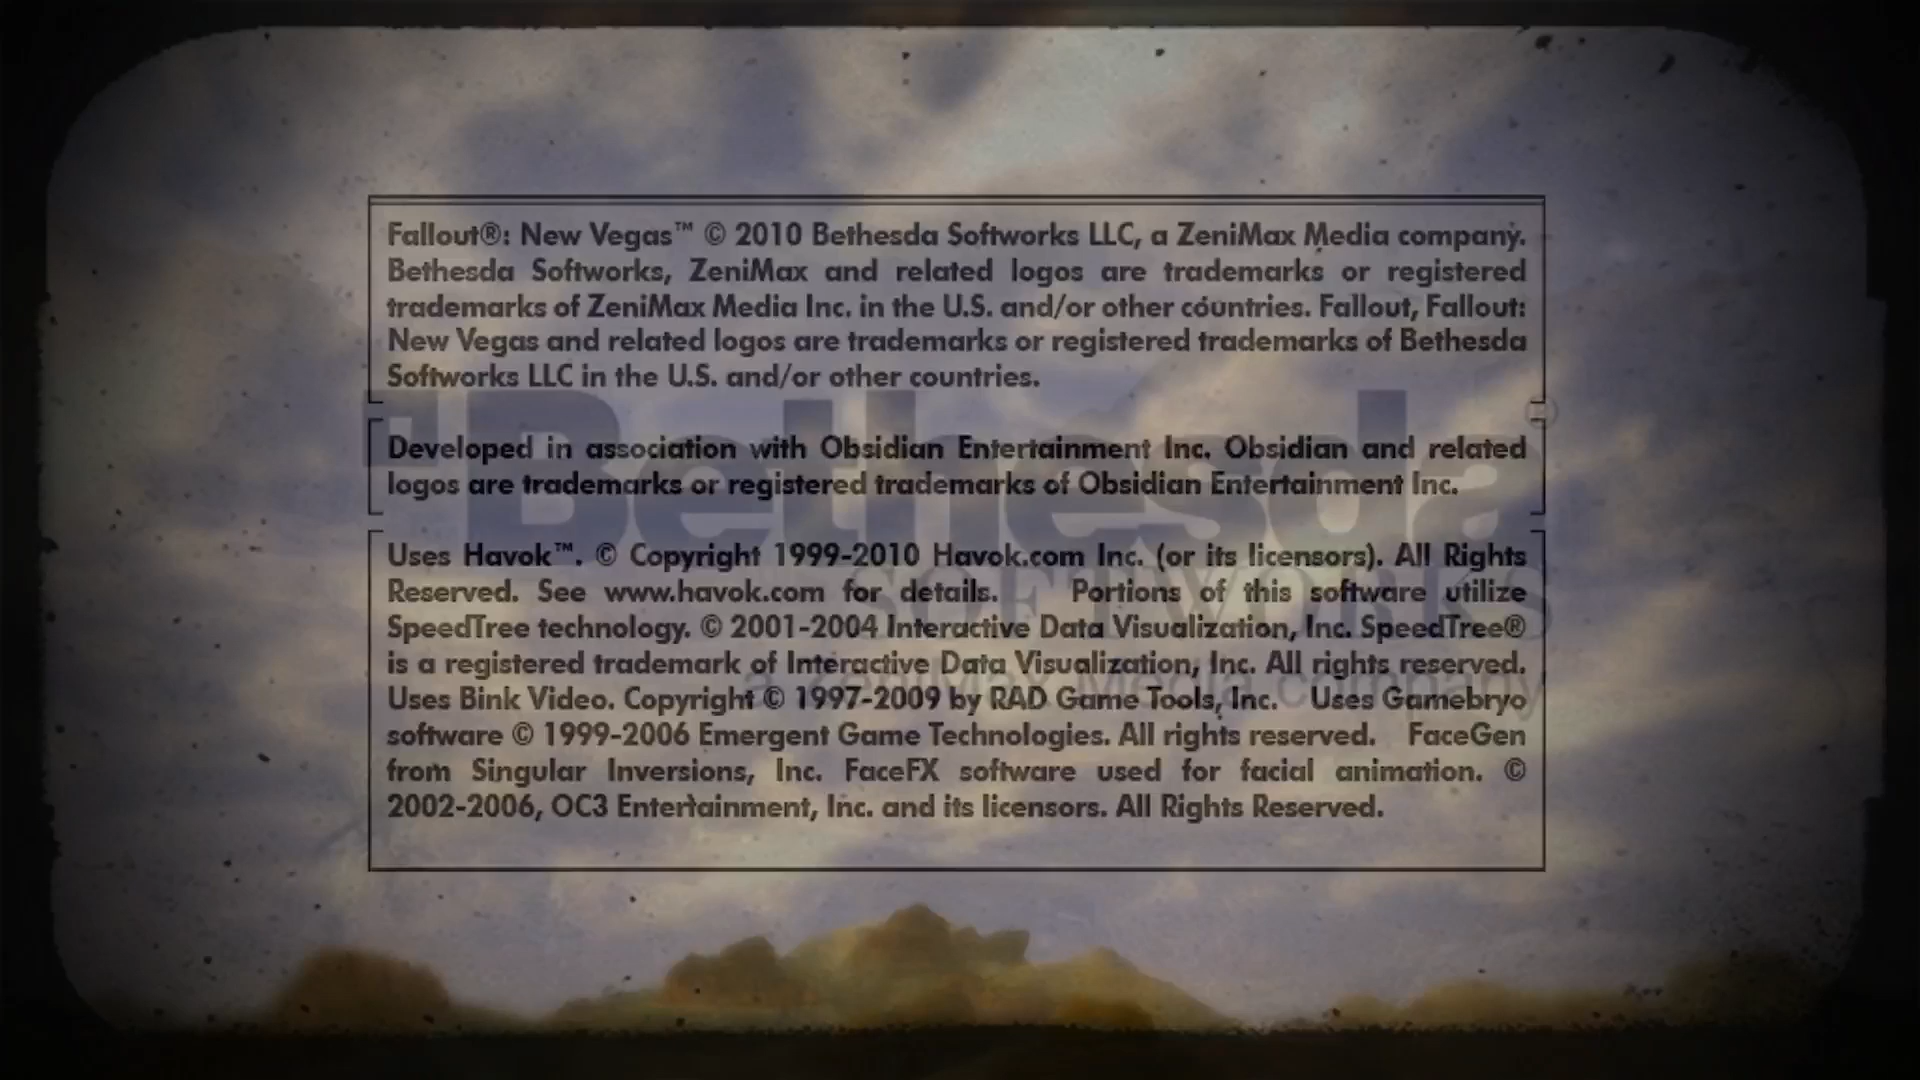 Fallout®: New Vegas™ © 2010 Bethesda Softworks LLC, a ZeniMax Media company.
Bethesda Softworks, ZeniMax and related logos are trademarks or registered
trademarks of ZeniMax Media Inc. in the U.S. and/or other countries. Fallout, Fallout:
New Vegas and related logos are trademarks or registered trademarks of Bethesda
Softworks LLC in the U.S. and/or other countries.
Bethesda
Developed in association with Obsidian Entertainment Inc. Obsidian and related
logos are trademarks or registered trademarks of Obsidian Entertainment Inc.
Uses Havok™. © Copyright 1999-2010 Havok.com Inc. (or its licensors). All Rights
Reserved. See www.havok.com for details. Portions of this software utilize
SOFTWORKS
SpeedTree technology. © 2001-2004 Interactive Data Visualization, Inc. SpeedTree®
is a registered trademark of Interactive Data Visualization, Inc. All rights reserved.
a ZeniMax Media company
Uses Bink Video. Copyright © 1997-2009 by RAD Game Tools, Inc. Uses Gamebryo
software © 1999-2006 Emergent Game Technologies. All rights reserved. FaceGen
from Singular Inversions, Inc. FaceFX software used for facial animation. ©
2002-2006, OC3 Entertainment, Inc. and its licensors. All Rights Reserved.